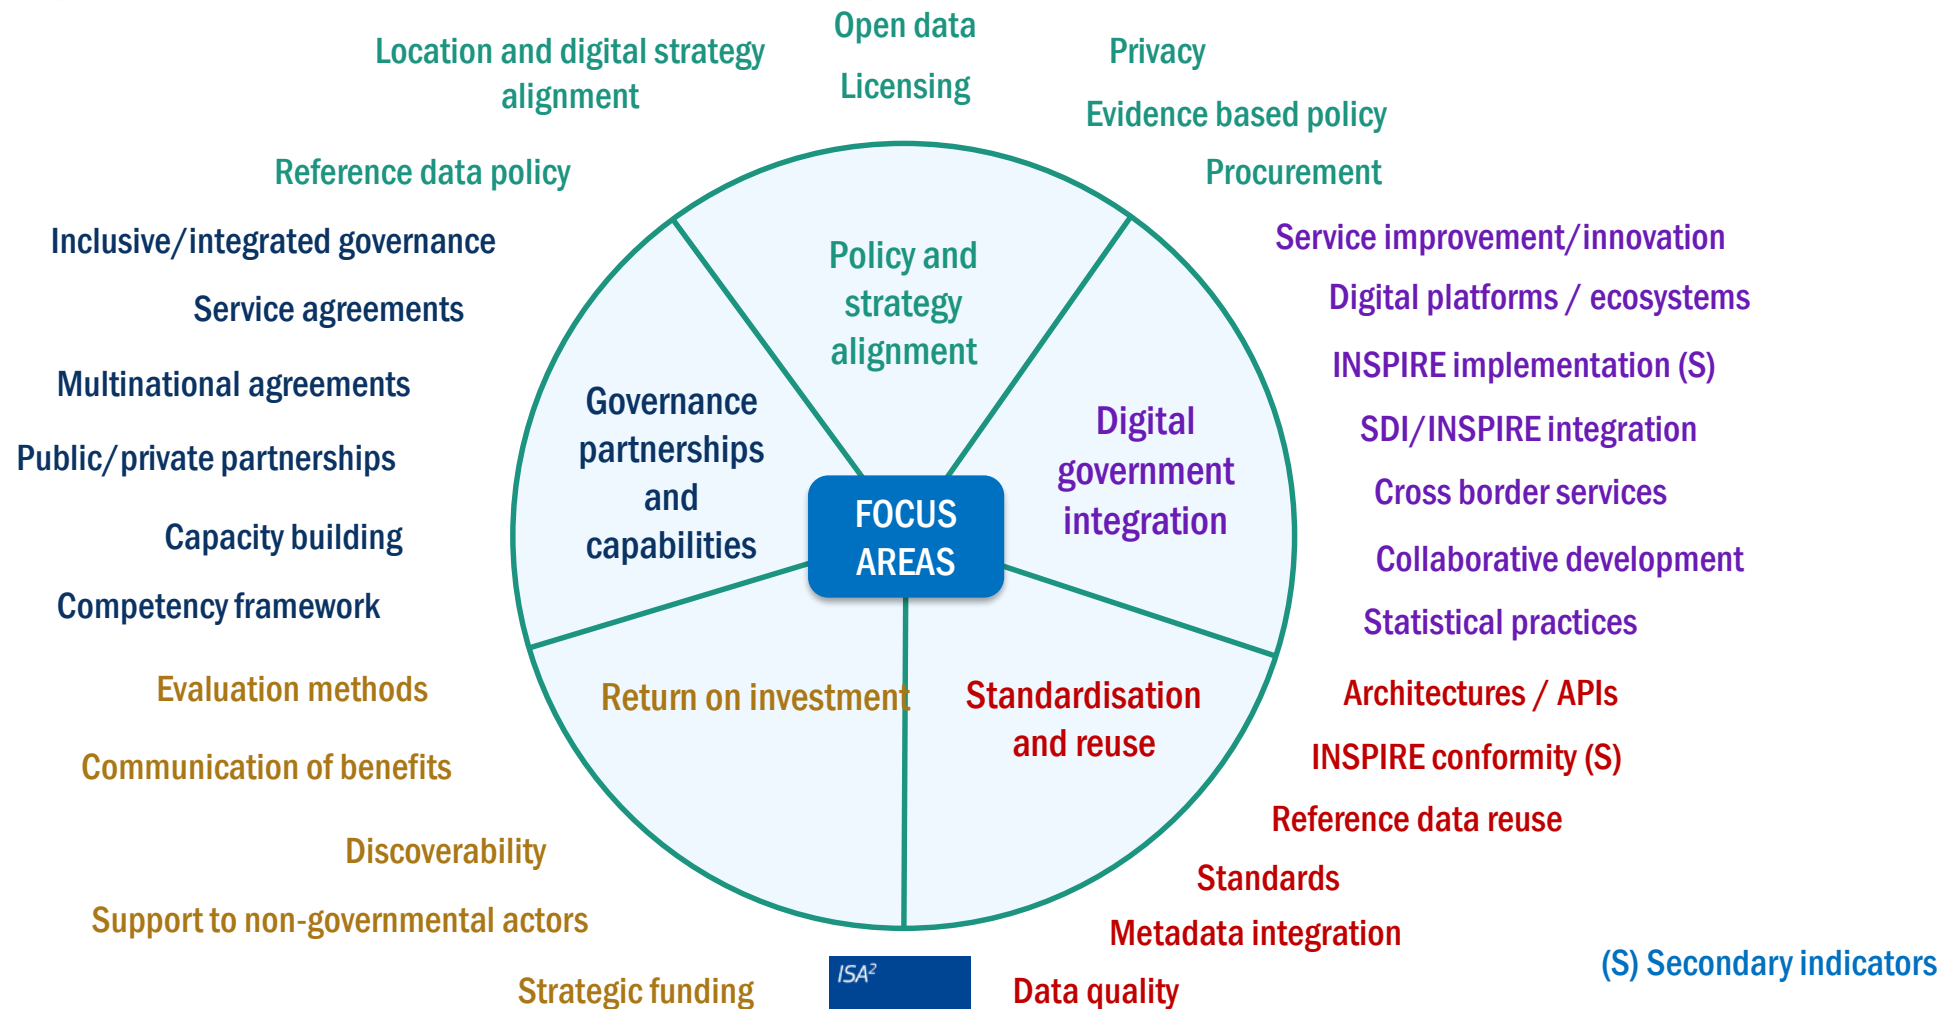 Open data
Licensing
Location and digital strategy
alignment
Reference data policy
Privacy
Evidence based policy
Procurement
Policy and
strategy
alignment
Inclusive/integrated governance
Service agreements
Multinational agreements
Public/private partnerships
Capacity building
Competency framework
Governance
partnerships
and
capabilities
FOCUS
AREAS
Digital
government
integration
Service improvement/innovation
Digital platforms / ecosystems
INSPIRE implementation (S)
SDI/INSPIRE integration
Cross border services
Collaborative development
Statistical practices
Evaluation methods
Communication of benefits
Discoverability
Support to non-governmental actors
Strategic funding
Return on investment
Standardisation
and reuse
Architectures / APIs
INSPIRE conformity (S)
Reference data reuse
Standards
Metadata integration
Data quality
ISA²
(S) Secondary indicators